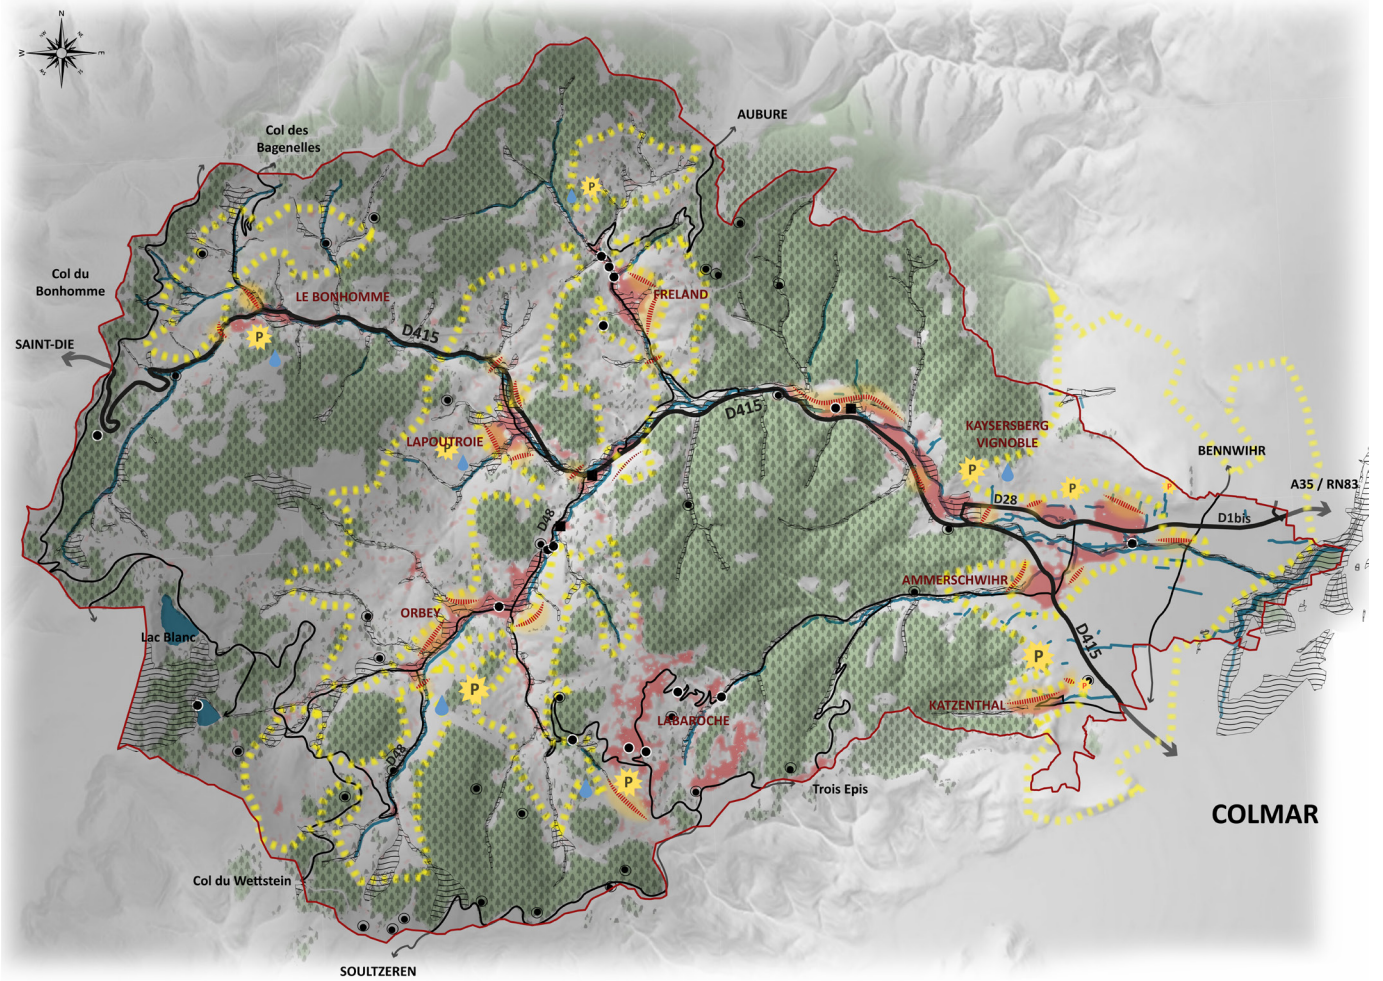 N
W
E
S
AUBURE
Col des
Bagenelles
P
Col du
Bonhomme
LE BONHOMME
FRELAND
SAINT-DIE
P
D415
D415
LAPOUTROIE
P
KAYSERSBERG
VIGNOBLE
BENNWIHR
P
P
P
A35 / RN83
D28
D1bis
D48
AMMERSCHWIHR
ORBEY
Lac Blanc
D415
P
P
P
KATZENTHAL
LABAROCHE
D48
P
Trois Epis
COLMAR
Col du Wettstein
SOULTZEREN